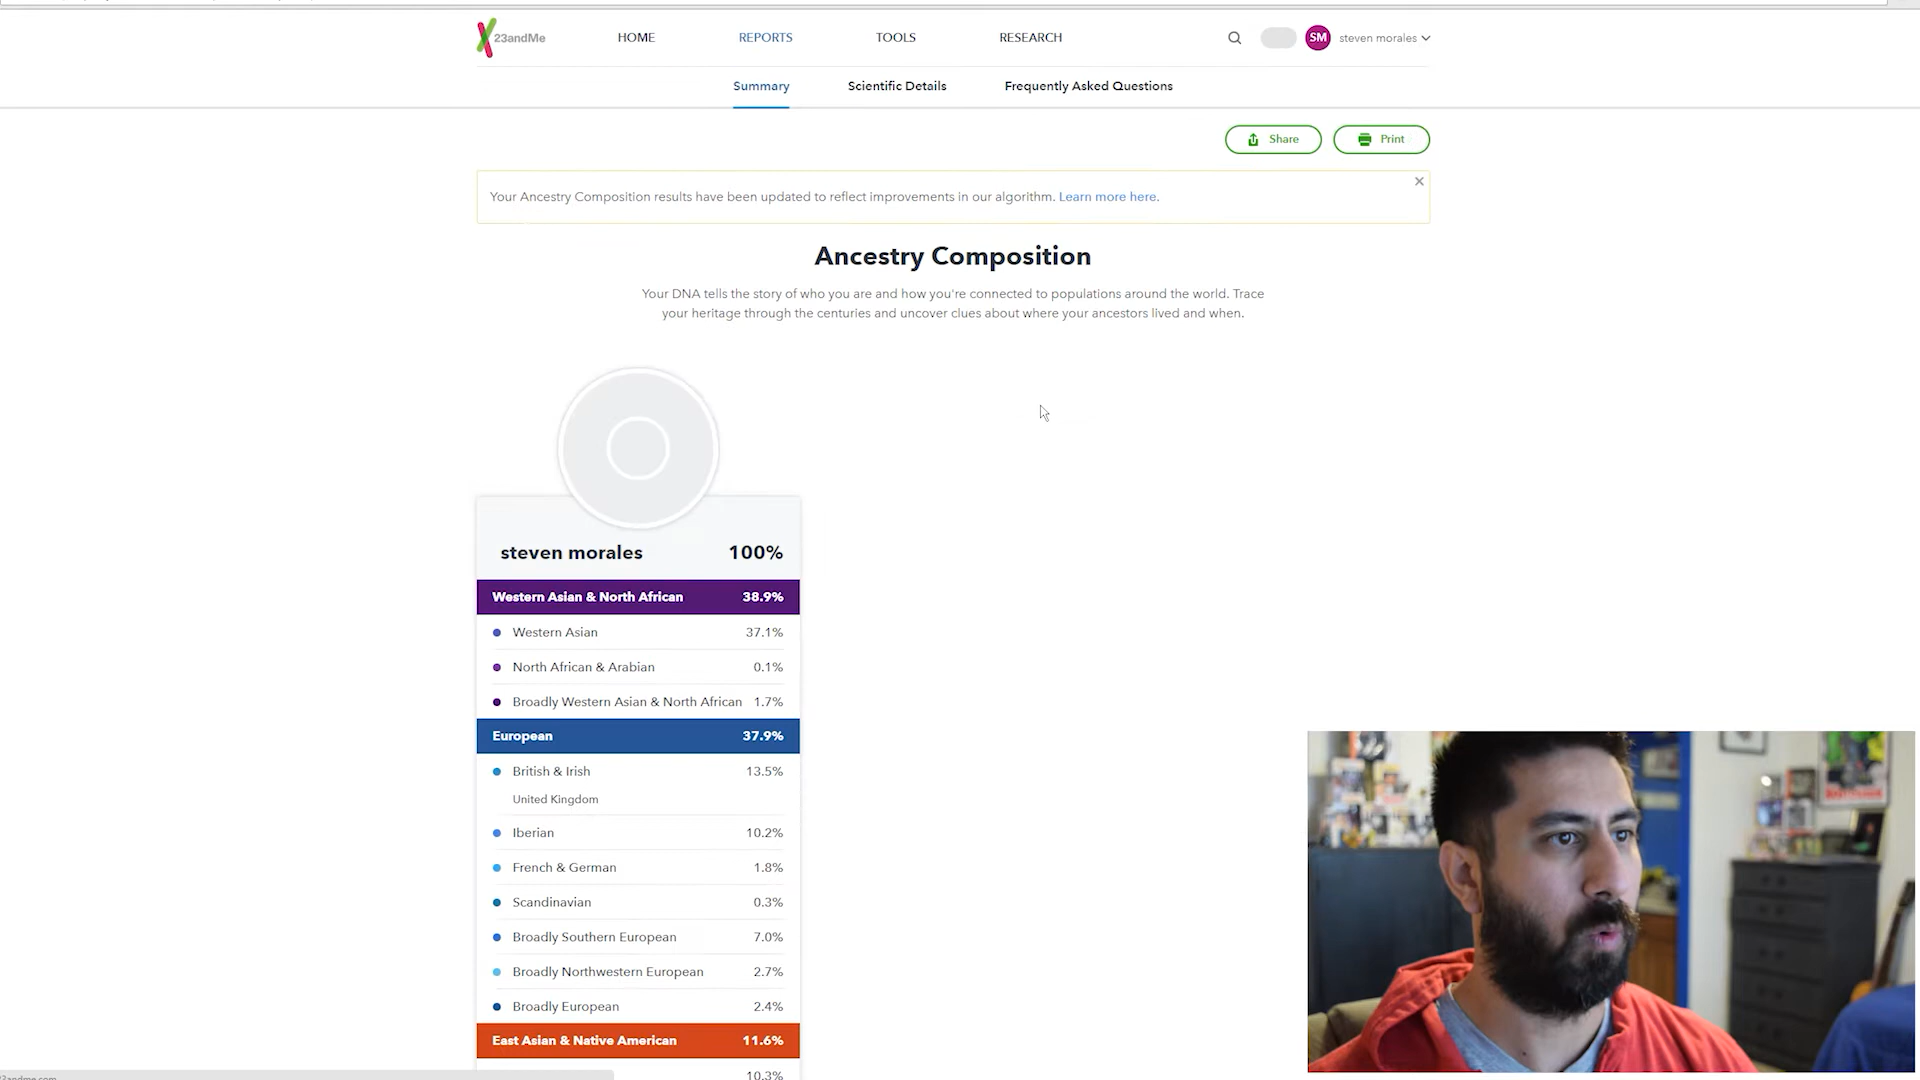 23andMe
HOME
REPORTS
TOOLS
RESEARCH
SM
steven morales
Summary
Scientific Details
Frequently Asked Questions
Share
Print
Your Ancestry Composition results have been updated to reflect improvements in our algorithm. Learn more here.
Ancestry Composition
Your DNA tells the story of who you are and how you're connected to populations around the world. Trace
your heritage through the centuries and uncover clues about where your ancestors lived and when.
steven morales 100%
Western Asian & North African 38.9%
Western Asian 37.1%
North African & Arabian 0.1%
Broadly Western Asian & North African 1.7%
European 37.9%
British & Irish 13.5%
United Kingdom
Iberian 10.2%
French & German 1.8%
Scandinavian 0.3%
Broadly Southern European 7.0%
Broadly Northwestern European 2.7%
Broadly European 2.4%
East Asian & Native American 11.6%
10.3%